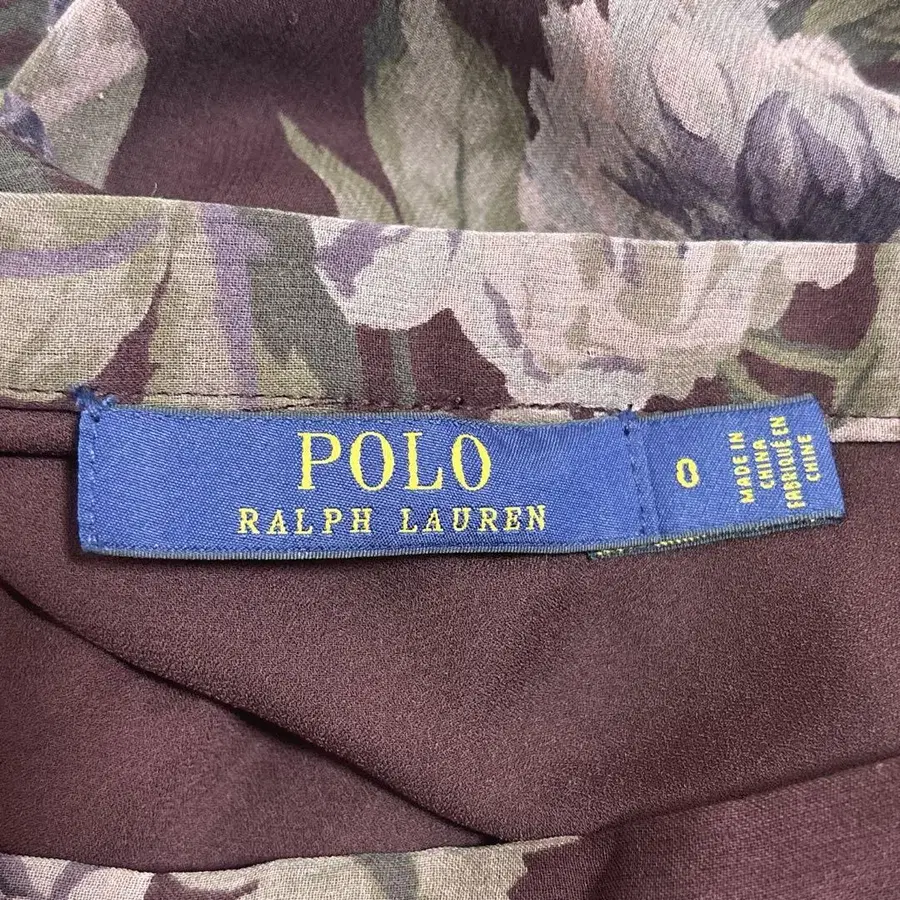 POLO
RALPH LAUREN
0
MADE IN
CHINA
FABRIQUÉ EN
CHINE